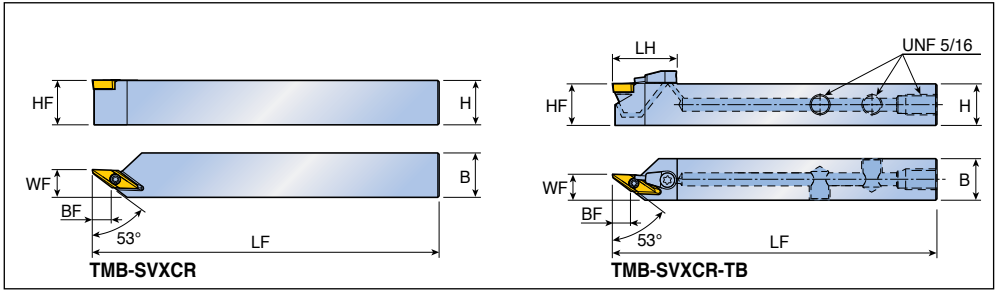 HF
H
WF
B
BF
53°
LF
TMB-SVXCR
LH
UNF 5/16
HF
H
WF
B
BF
53°
LF
TMB-SVXCR-TB